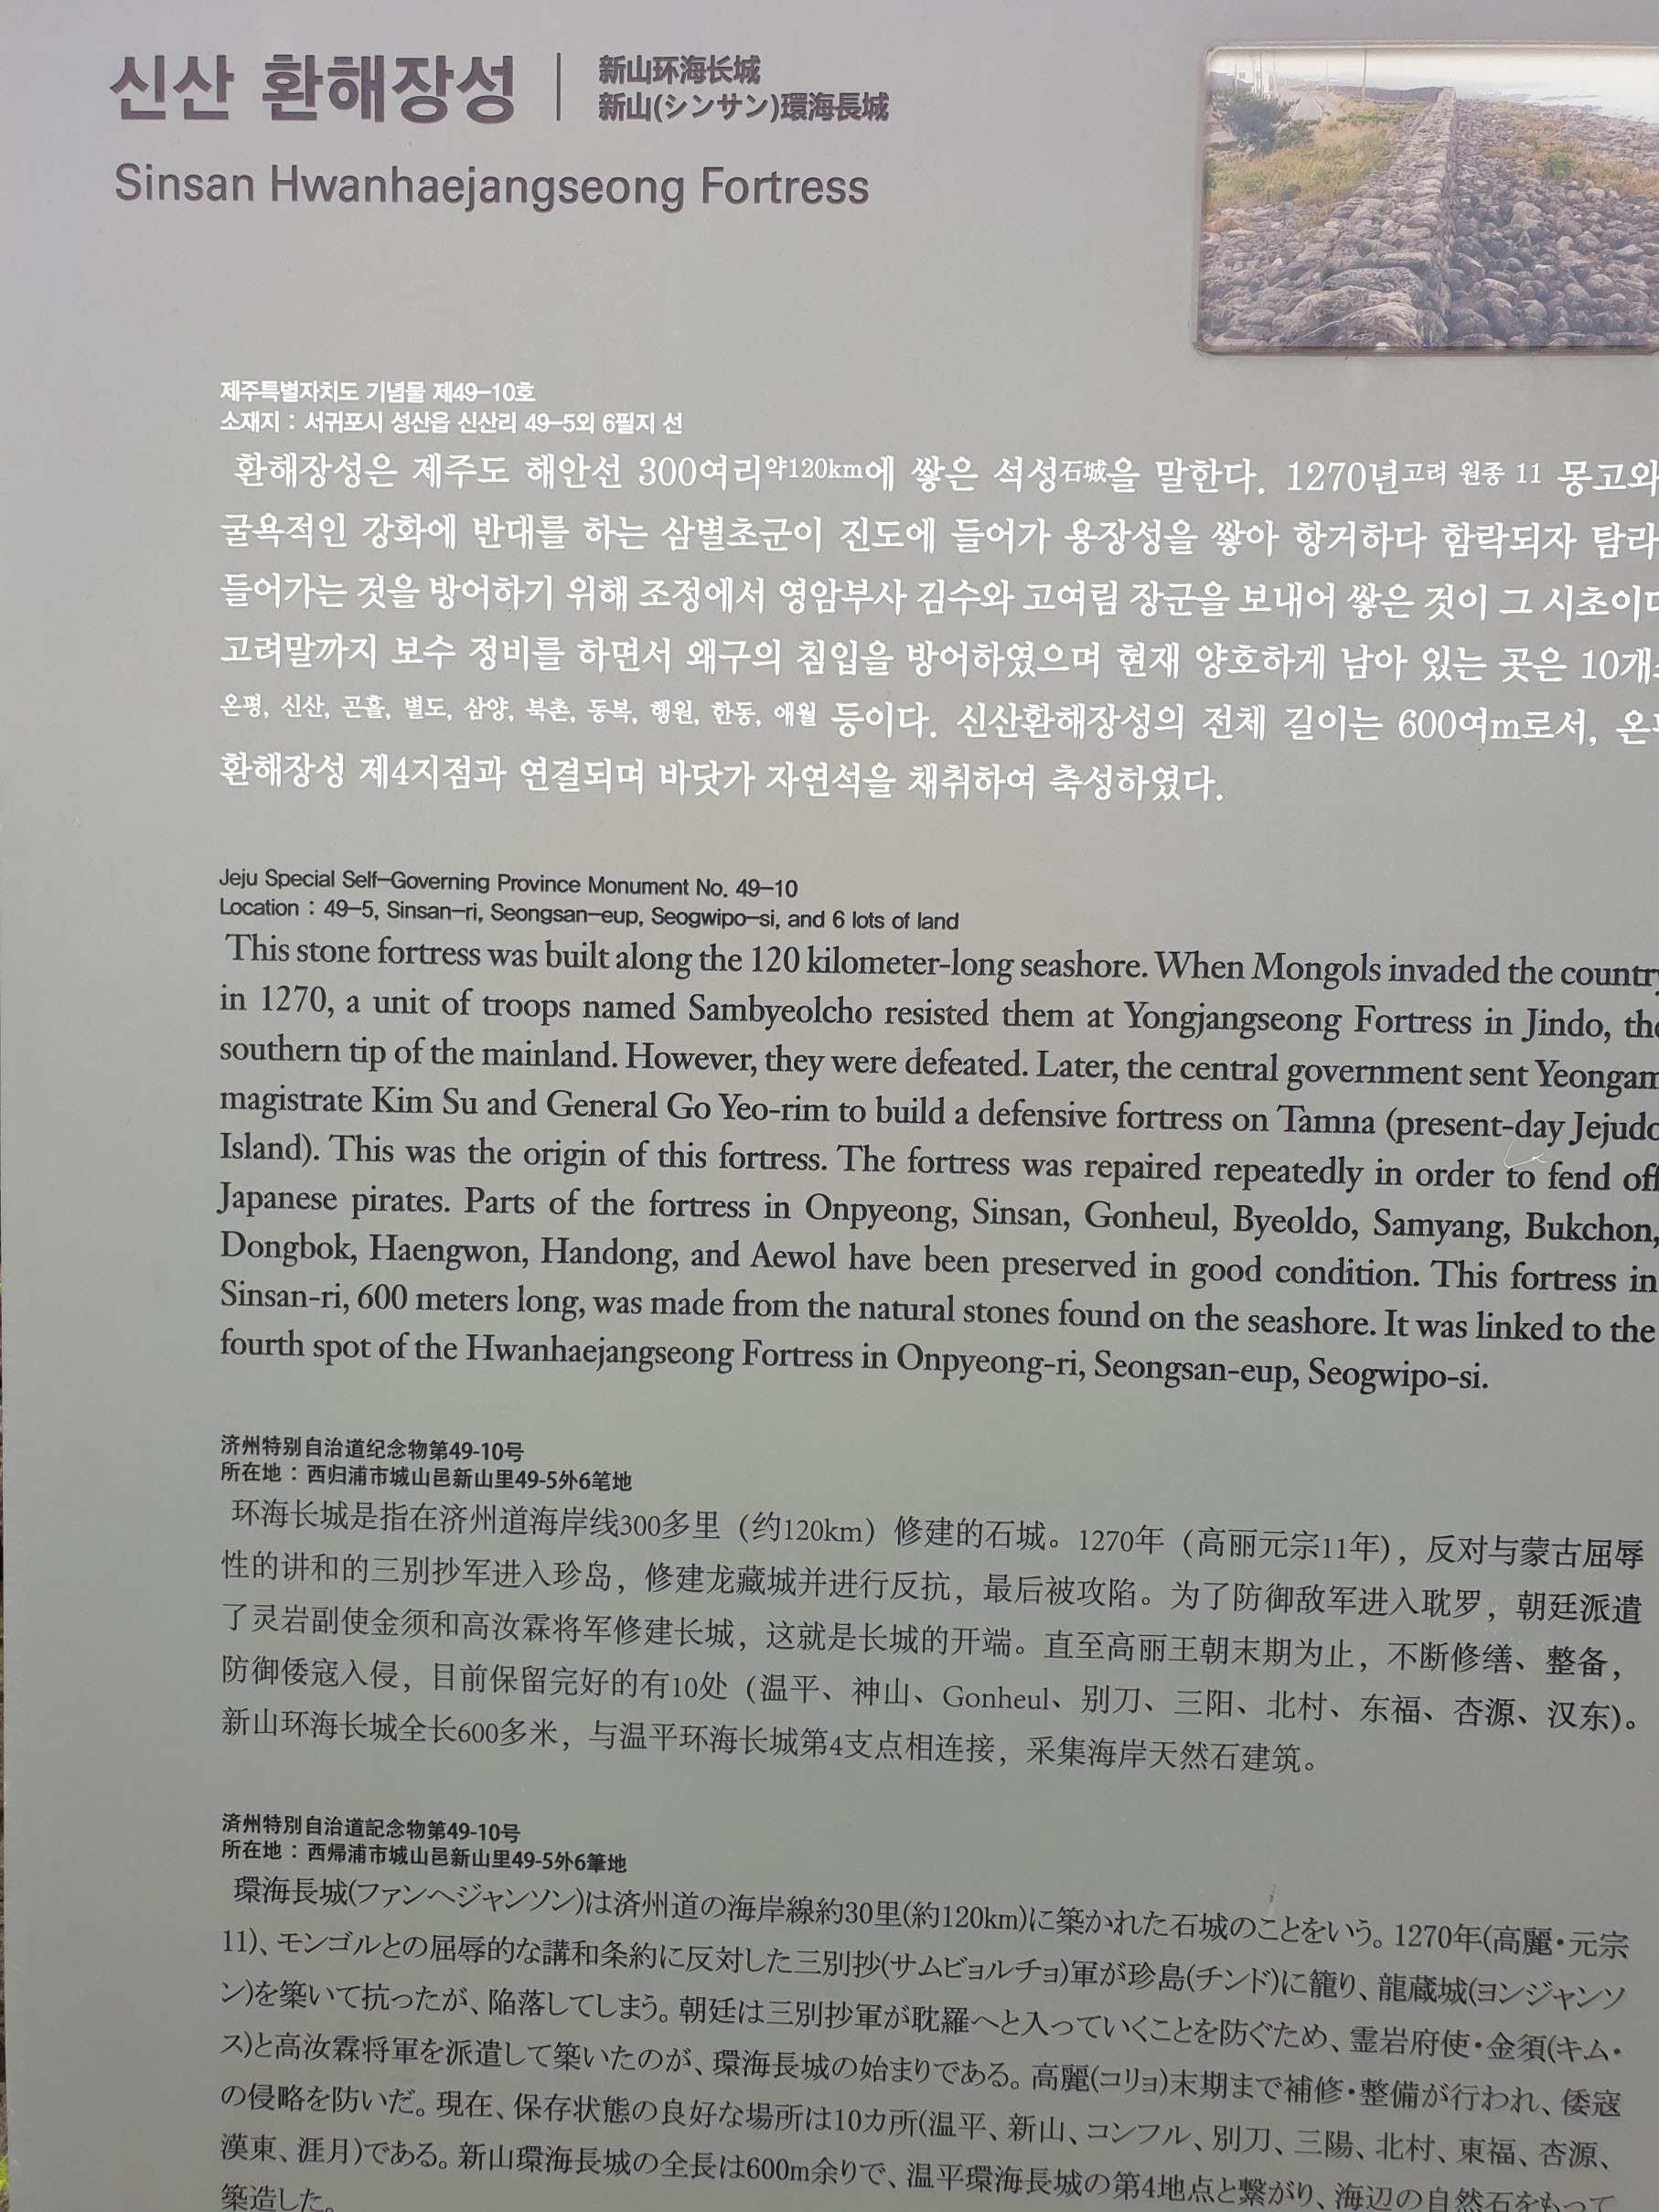 신산 환해장성
新山环海长城
新山(シンサン)環海長城
Sinsan Hwanhaejangseong Fortress
제주특별자치도 기념물 제49-10호
소재지 : 서귀포시 성산읍 신산리 49-5외 6필지 선
환해장성은 제주도 해안선 300여리약120km에 쌓은 석성石城을 말한다. 1270년고려 원종 11 몽고와
굴욕적인 강화에 반대를 하는 삼별초군이 진도에 들어가 용장성을 쌓아 항거하다 함락되자 탐라
들어가는 것을 방어하기 위해 조정에서 영암부사 김수와 고여림 장군을 보내어 쌓은 것이 그
고려말까지 보수 정비를 하면서 왜구의 침입을 방어하였으며 현재 양호하게 남아 있는 곳은
온평, 신산, 곤흘, 별도, 삼양, 북촌, 동복, 행원, 한동, 애월 등이다. 신산환해장성의 전체 길이는 600여m로서,
환해장성 제4지점과 연결되며 바닷가 자연석을 채취하여 축성하였다.
Jeju Special Self-Governing Province Monument No. 49-10
Location : 49-5, Sinsan-ri, Seongsan-eup, Seogwipo-si, and 6 lots of land
This stone fortress was built along the 120 kilometer-long seashore. When Mongols invaded the country
in 1270, a unit of troops named Sambyeolcho resisted them at Yongjangseong Fortress in Jindo, the
southern tip of the mainland. However, they were defeated. Later, the central government sent Yeongam
magistrate Kim Su and General Go Yeo-rim to build a defensive fortress on Tamna (present-day Jejudo
Island). This was the origin of this fortress. The fortress was repaired repeatedly in order to fend off
Japanese pirates. Parts of the fortress in Onpyeong, Sinsan, Gonheul, Byeoldo, Samyang, Bukchon,
Dongbok, Haengwon, Handong, and Aewol have been preserved in good condition. This fortress in
Sinsan-ri, 600 meters long, was made from the natural stones found on the seashore. It was linked to the
fourth spot of the Hwanhaejangseong Fortress in Onpyeong-ri, Seongsan-eup, Seogwipo-si.
济州特别自治道纪念物第49-10号
所在地 : 西归浦市城山邑新山里49-5外6笔地
环海长城是指在济州道海岸线300多里（约120km）修建的石城。1270年（高丽元宗11年），反对与蒙古屈辱
性的讲和的三别抄军进入珍岛，修建龙藏城并进行反抗，最后被攻陷。为了防御敌军进入耽罗，朝廷派遣
了灵岩副使金须和高汝霖将军修建长城，这就是长城的开端。直至高丽王朝末期为止，不断修缮、整备，
防御倭寇入侵，目前保留完好的有10处（温平、神山、Gonheul、别刀、三阳、北村、东福、杏源、汉东)。
新山环海长城全长600多米，与温平环海长城第4支点相连接，采集海岸天然石建筑。
済州特別自治道記念物第49-10号
所在地 : 西帰浦市城山邑新山里49-5外6筆地
環海長城(ファンヘジャンソン)は済州道の海岸線約30里(約120km)に築かれた石城のことをいう。1270年(高麗・元宗
11)、モンゴルとの屈辱的な講和条約に反対した三別抄(サムビョルチョ)軍が珍島(チンド)に籠り、龍蔵城(ヨンジャンソ
ン)を築いて抗ったが、陥落してしまう。朝廷は三別抄軍が耽羅へと入っていくことを防ぐため、霊岩府使・金須(キム・
ス)と高汝霖将軍を派遣して築いたのが、環海長城の始まりである。高麗(コリョ)末期まで補修・整備が行われ、倭寇
の侵略を防いだ。現在、保存状態の良好な場所は10カ所(温平、新山、コンフル、別刀、三陽、北村、東福、杏源、
漢東、涯月)である。新山環海長城の全長は600m余りで、温平環海長城の第4地点と繋がり、海辺の自然石をもって
築造した。